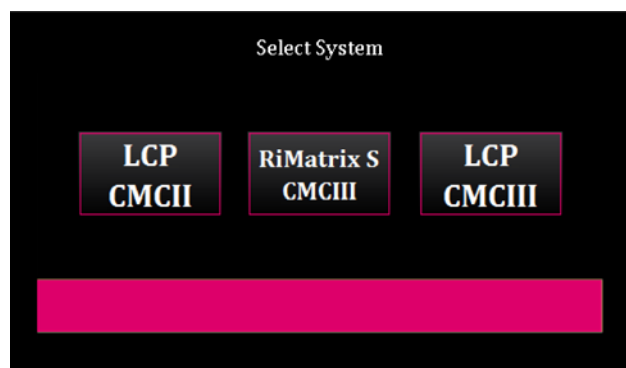 Select System
LCP
CMCII
RiMatrix S
CMCIII
LCP
CMCIII